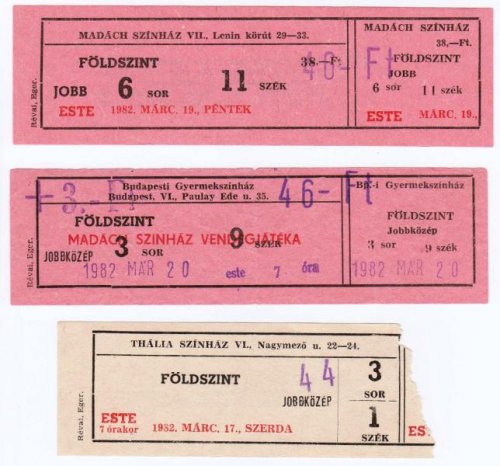 MADÁCH SZÍNHÁZ VII., Lenin körút 29—33.
FÖLDSZINT
38.—Ft.
40-Ft
JOBB 6 SOR 11 SZÉK
ESTE 1982. MÁRC. 19., PÉNTEK
Révai, Eger.
MADÁCH SZÍNHÁZ
38,—Ft.
FÖLDSZINT
JOBB
6 sor 11 szék
ESTE MÁRC. 19.,
+3.-Ft
Budapesti Gyermekszínház
Budapest, VI., Paulay Ede u. 35.
46-Ft
FÖLDSZINT
MADÁCH SZINHÁZ VENDÉGJÁTÉKA
JOBBKÖZÉP 3 SOR 9 SZÉK
1982 MÁR 20 este 7 óra
Révai, Eger.
Bp.-i Gyermekszínház
FÖLDSZINT
Jobbközép
3 sor 9 szék
1982 MÁR 20
THÁLIA SZÍNHÁZ VI., Nagymező u. 22—24.
FÖLDSZINT
44
JOBBKÖZÉP
3
SOR
1
SZÉK
ESTE
7 órakor 1982. MÁRC. 17., SZERDA
Révai, Eger.
ES